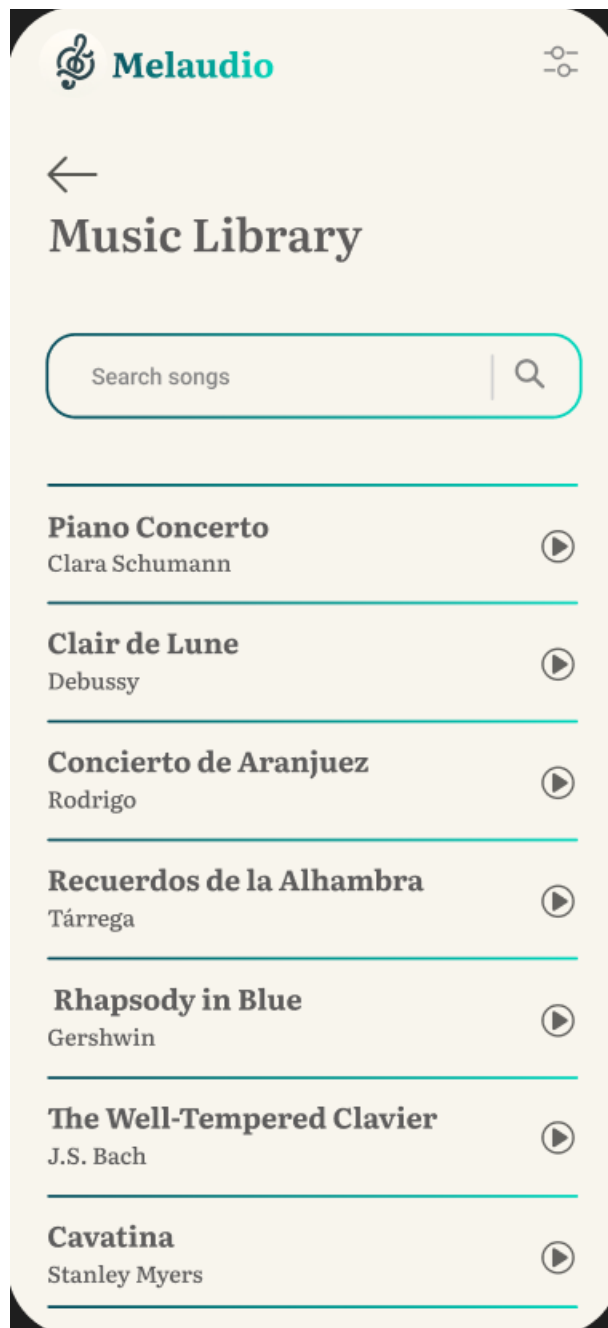 Melaudio
Music Library
Search songs
Piano Concerto
Clara Schumann
Clair de Lune
Debussy
Concierto de Aranjuez
Rodrigo
Recuerdos de la Alhambra
Tárrega
Rhapsody in Blue
Gershwin
The Well-Tempered Clavier
J.S. Bach
Cavatina
Stanley Myers